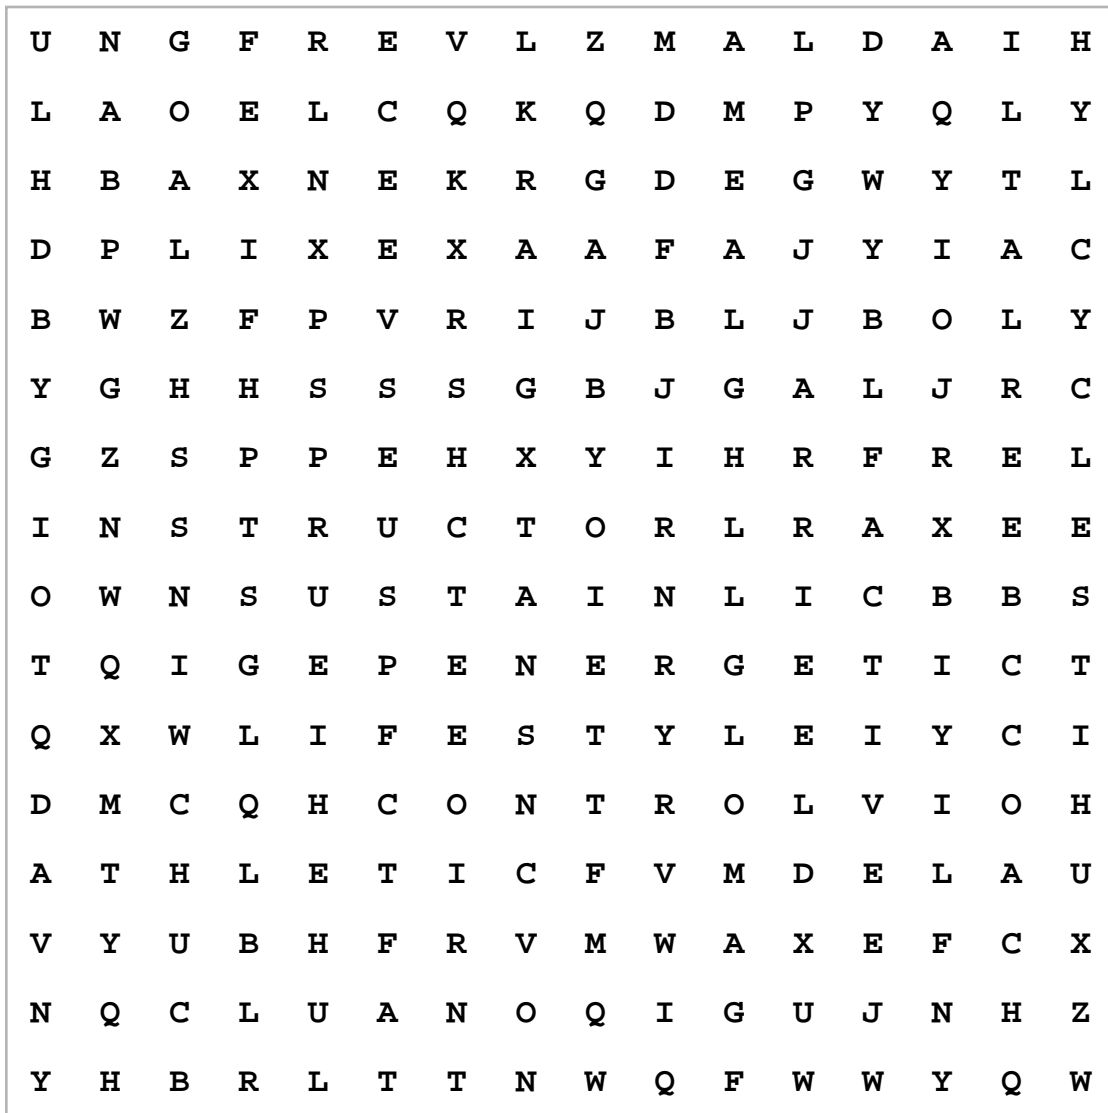 U N G F R E V L Z M A L D A I H
L A O E L C Q K Q D M P Y Q L Y
H B A X N E K R G D E G W Y T L
D P L I X E X A A F A J Y I A C
B W Z F P V R I J B L J B O L Y
Y G H H S S S G B J G A L J R C
G Z S P P E H X Y I H R F R E L
I N S T R U C T O R L R A X E E
O W N S U S T A I N L I C B B S
T Q I G E P E N E R G E T I C T
Q X W L I F E S T Y L E I Y C I
D M C Q H C O N T R O L V I O H
A T H L E T I C F V M D E L A U
V Y U B H F R V M W A X E F C X
N Q C L U A N O Q I G U J N H Z
Y H B R L T T N W Q F W W Y Q W